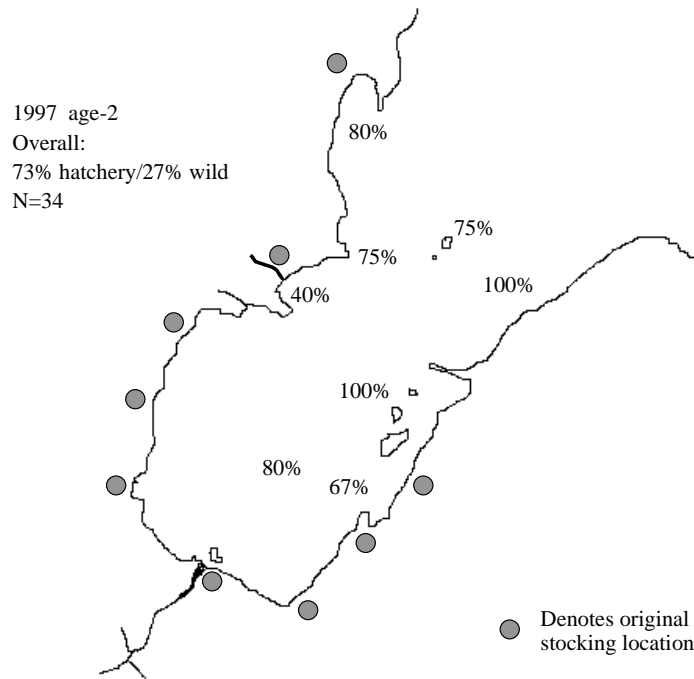 1997 age-2
Overall:
73% hatchery/27% wild
N=34
80%
75%
75%
100%
40%
100%
80%
67%
Denotes original
stocking location